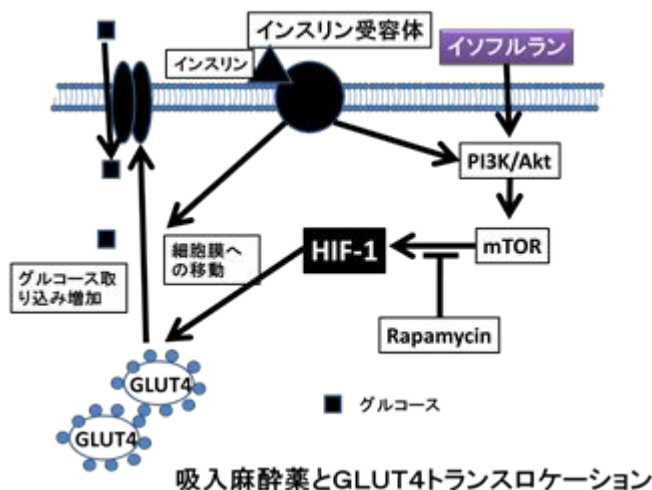 インスリン受容体
インスリン
イソフルラン
PI3K/Akt
細胞膜へ
の移動
HIF-1
mTOR
グルコース取
り込み増加
Rapamycin
GLUT4
GLUT4
グルコース
吸入麻酔薬とGLUT4トランスロケーション